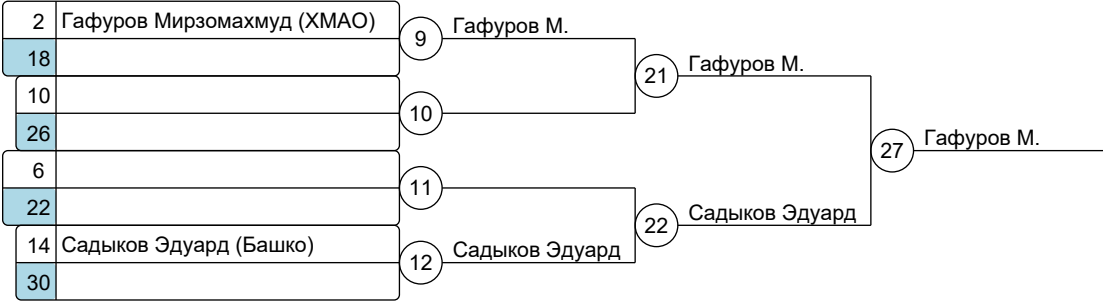 2 Гафуров Мирзомахмуд (ХМАО)
18
9 Гафуров М.
10
26
10
21 Гафуров М.
6
22
11
14 Садыков Эдуард (Башко)
30
12 Садыков Эдуард
22 Садыков Эдуард
27 Гафуров М.